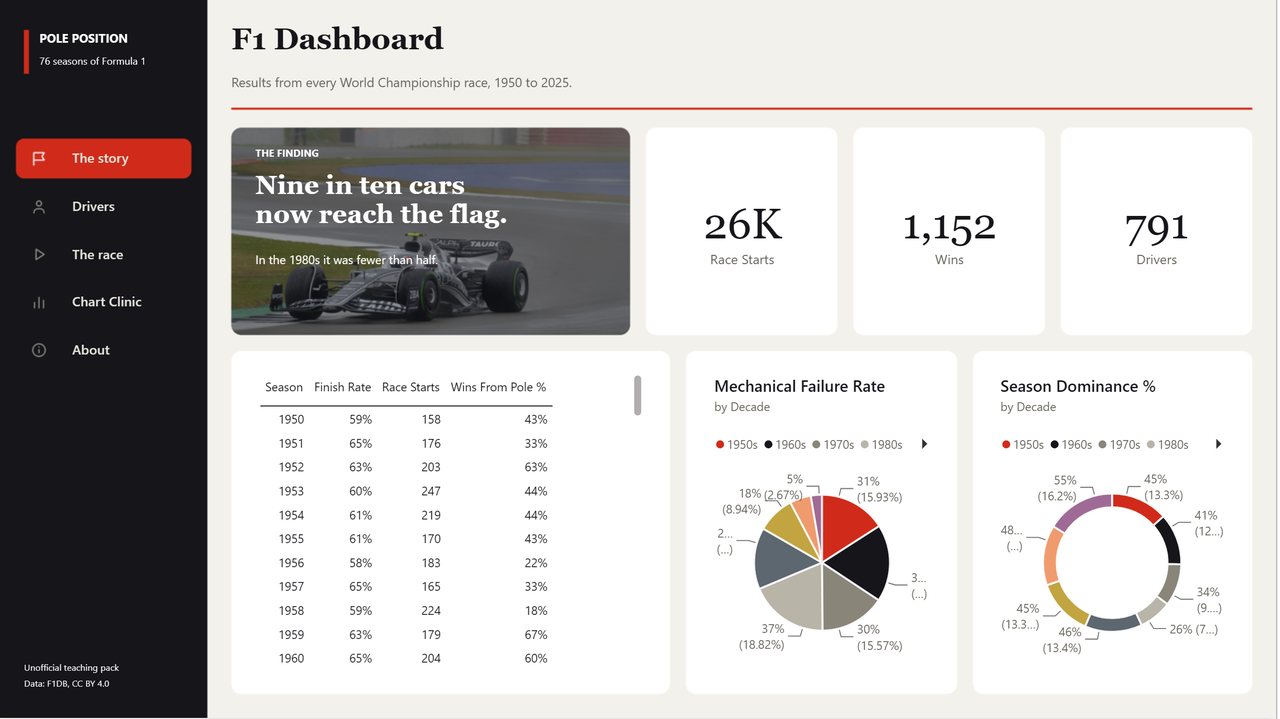 POLE POSITION
76 seasons of Formula 1
The story
Drivers
The race
Chart Clinic
About
Unofficial teaching pack
Data: F1DB, CC BY 4.0
F1 Dashboard
Results from every World Championship race, 1950 to 2025.
THE FINDING
Nine in ten cars
now reach the flag.
In the 1980s it was fewer than half.
26K
Race Starts
1,152
Wins
791
Drivers
Season Finish Rate Race Starts Wins From Pole %
1950 59% 158 43%
1951 65% 176 33%
1952 63% 203 63%
1953 60% 247 44%
1954 61% 219 44%
1955 61% 170 43%
1956 58% 183 22%
1957 65% 165 33%
1958 59% 224 18%
1959 63% 179 67%
1960 65% 204 60%
Mechanical Failure Rate
by Decade
1950s 1960s 1970s 1980s
5%
(2.67%)
31%
(15.93%)
18%
(8.94%)
2...
(...)
3...
(...)
37%
(18.82%)
30%
(15.57%)
Season Dominance %
by Decade
1950s 1960s 1970s 1980s
55%
(16.2%)
45%
(13.3%)
41%
(12...)
48...
(...)
34%
(9....)
45%
(13.3...)
46%
(13.4%)
26% (7...)